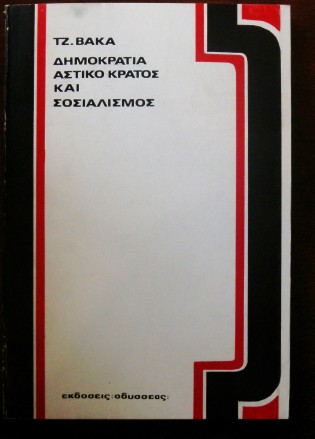 ΤΖ. ΒΑΚΑ
ΔΗΜΟΚΡΑΤΙΑ
ΑΣΤΙΚΟ ΚΡΑΤΟΣ
ΚΑΙ
ΣΟΣΙΑΛΙΣΜΟΣ
εκδοσεις: οδυσσεας: